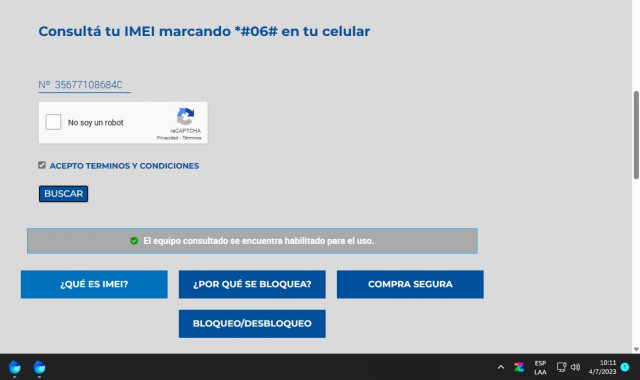 Consultá tu IMEI marcando *#06# en tu celular
Nº 356771086840
No soy un robot
reCAPTCHA
Privacidad - Términos
ACEPTO TERMINOS Y CONDICIONES
BUSCAR
El equipo consultado se encuentra habilitado para el uso.
¿QUÉ ES IMEI?
¿POR QUÉ SE BLOQUEA?
COMPRA SEGURA
BLOQUEO/DESBLOQUEO
ESP
LAA
10:11
4/7/2023